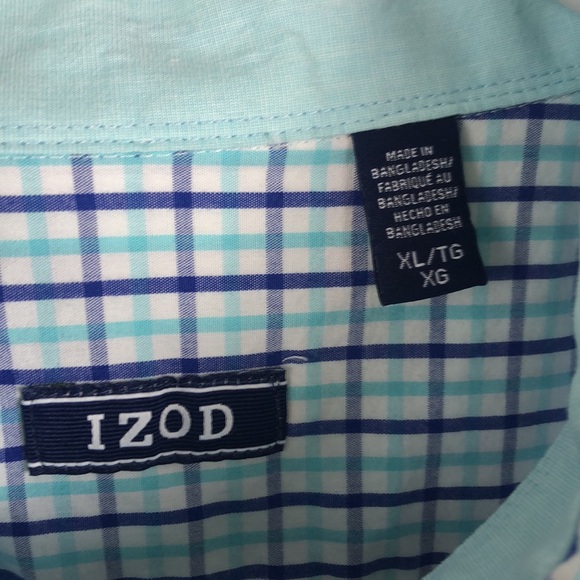 MADE IN
BANGLADESH/
FABRIQUÉ AU
BANGLADESH/
HECHO EN
BANGLADESH
XL/TG
XG
IZOD